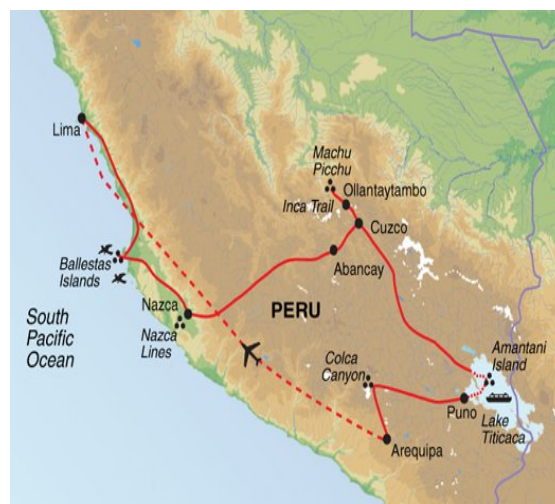 Lima
Machu
Picchu
Ollantaytambo
Inca Trail
Cuzco
Ballestas
Islands
Abancay
Nazca
PERU
South
Pacific
Ocean
Nazca
Lines
Colca
Canyon
Amantani
Island
Puno
Lake
Titicaca
Arequipa